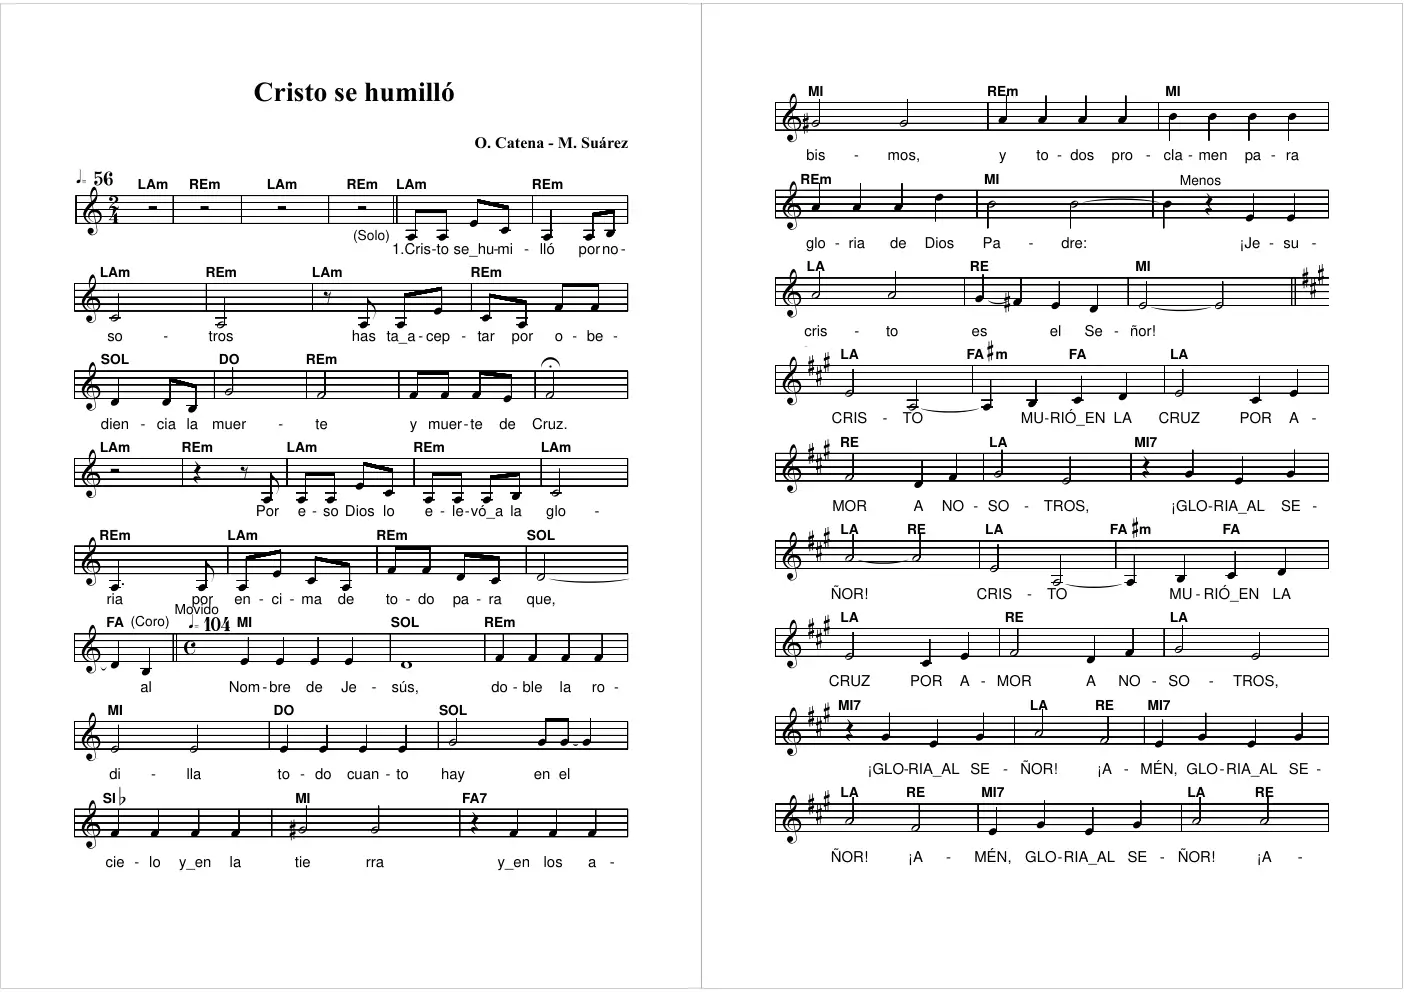 Cristo se humilló
O. Catena - M. Suárez
56
LAm REm LAm REm LAm REm
2
4
(Solo)
1.Cris-to se_hu-mi - lló por no -
LAm REm LAm REm
so - tros has ta_a-cep - tar por o - be -
SOL DO REm
dien - cia la muer - te y muer-te de Cruz.
LAm REm LAm REm LAm
Por e - so Dios lo e - le-vó_a la glo -
REm LAm REm SOL
ria por en - ci - ma de to - do pa - ra que,
Movido
FA (Coro) 104 MI SOL REm
al Nom-bre de Je - sús, do - ble la ro -
MI DO SOL
di - lla to - do cuan - to hay en el
SI♭ MI FA7
cie - lo y_en la tie rra y_en los a -
MI REm MI
bis - mos, y to - dos pro - cla - men pa - ra
REm MI Menos
glo - ria de Dios Pa - dre: ¡Je - su -
LA RE MI
cris - to es el Se - ñor!
LA FA#m FA LA
CRIS - TO MU-RIÓ_EN LA CRUZ POR A -
RE LA MI7
MOR A NO - SO - TROS, ¡GLO-RIA_AL SE -
LA RE LA FA#m FA
ÑOR! CRIS - TO MU - RIÓ_EN LA
LA RE LA
CRUZ POR A - MOR A NO - SO - TROS,
MI7 LA RE MI7
¡GLO-RIA_AL SE - ÑOR! ¡A - MÉN, GLO-RIA_AL SE -
LA RE MI7 LA RE
ÑOR! ¡A - MÉN, GLO-RIA_AL SE - ÑOR! ¡A -